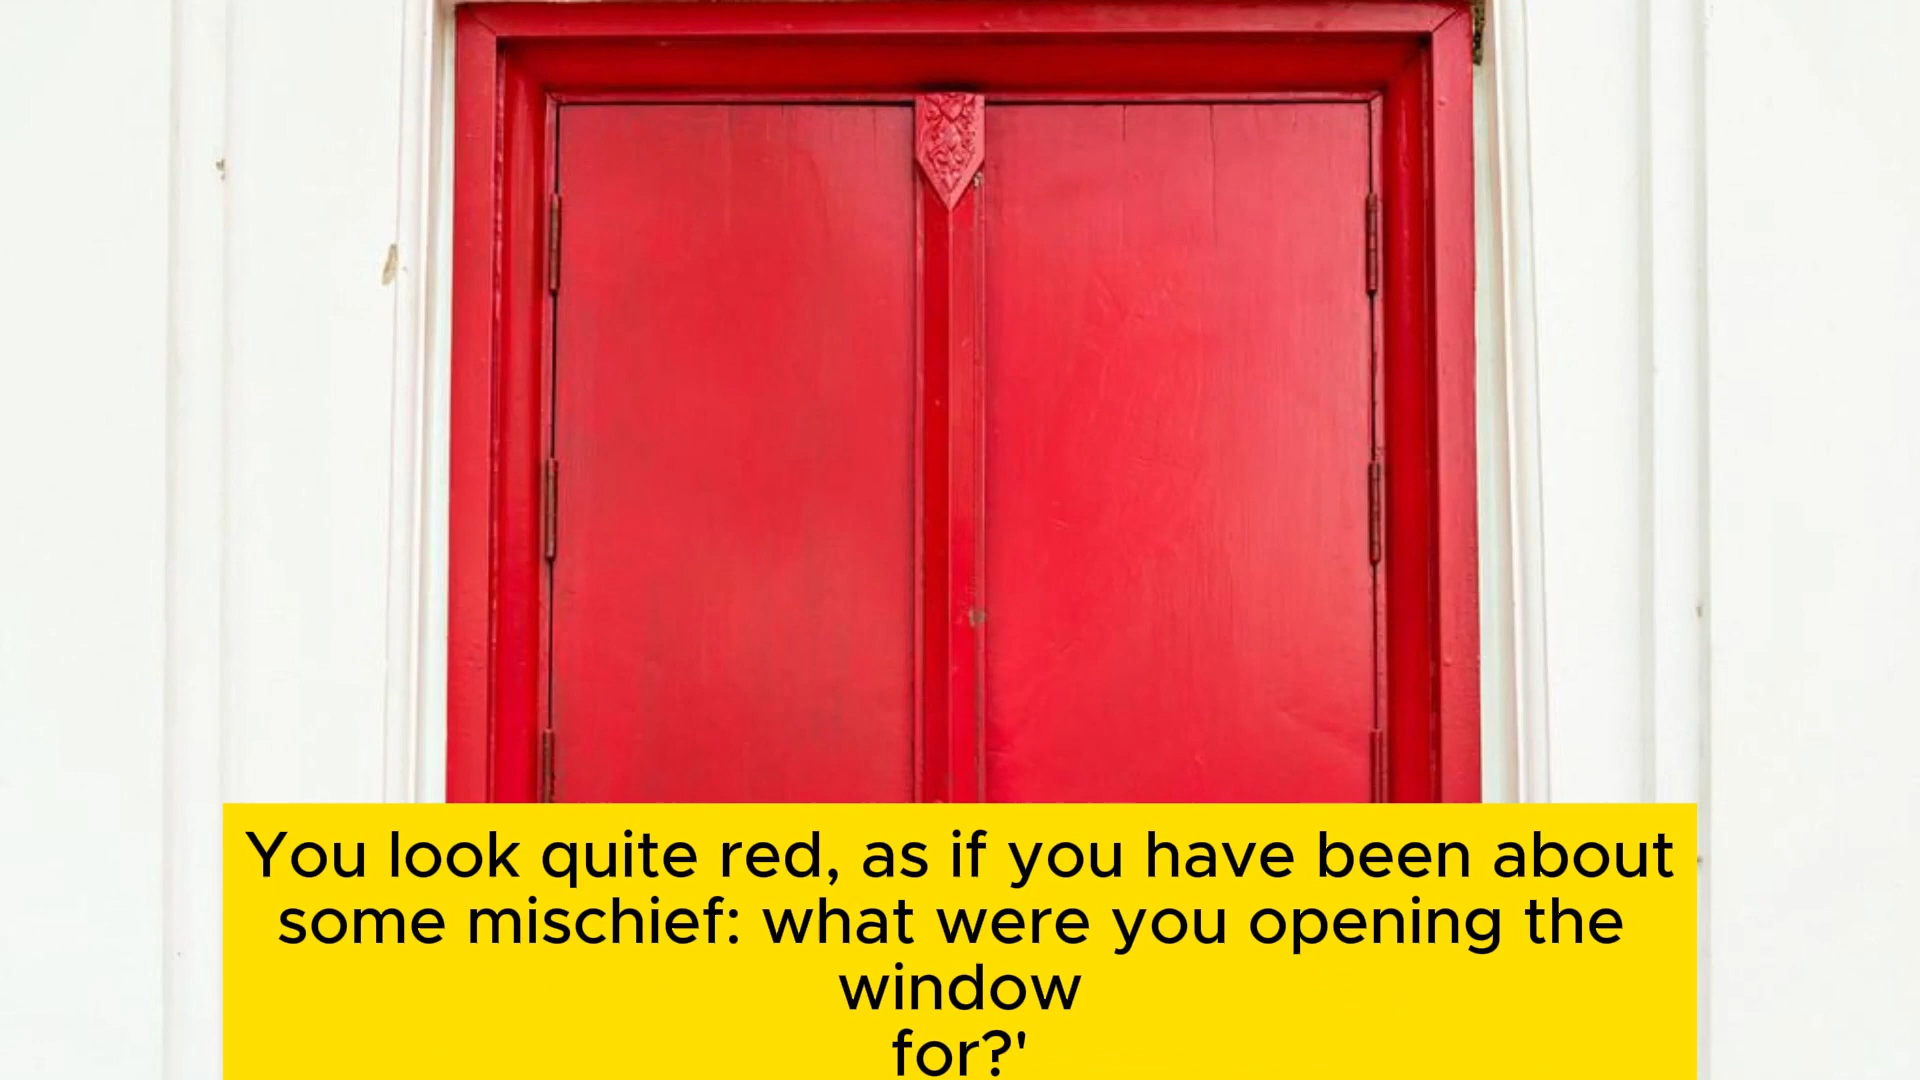 You look quite red, as if you have been about
some mischief: what were you opening the
window
for?'